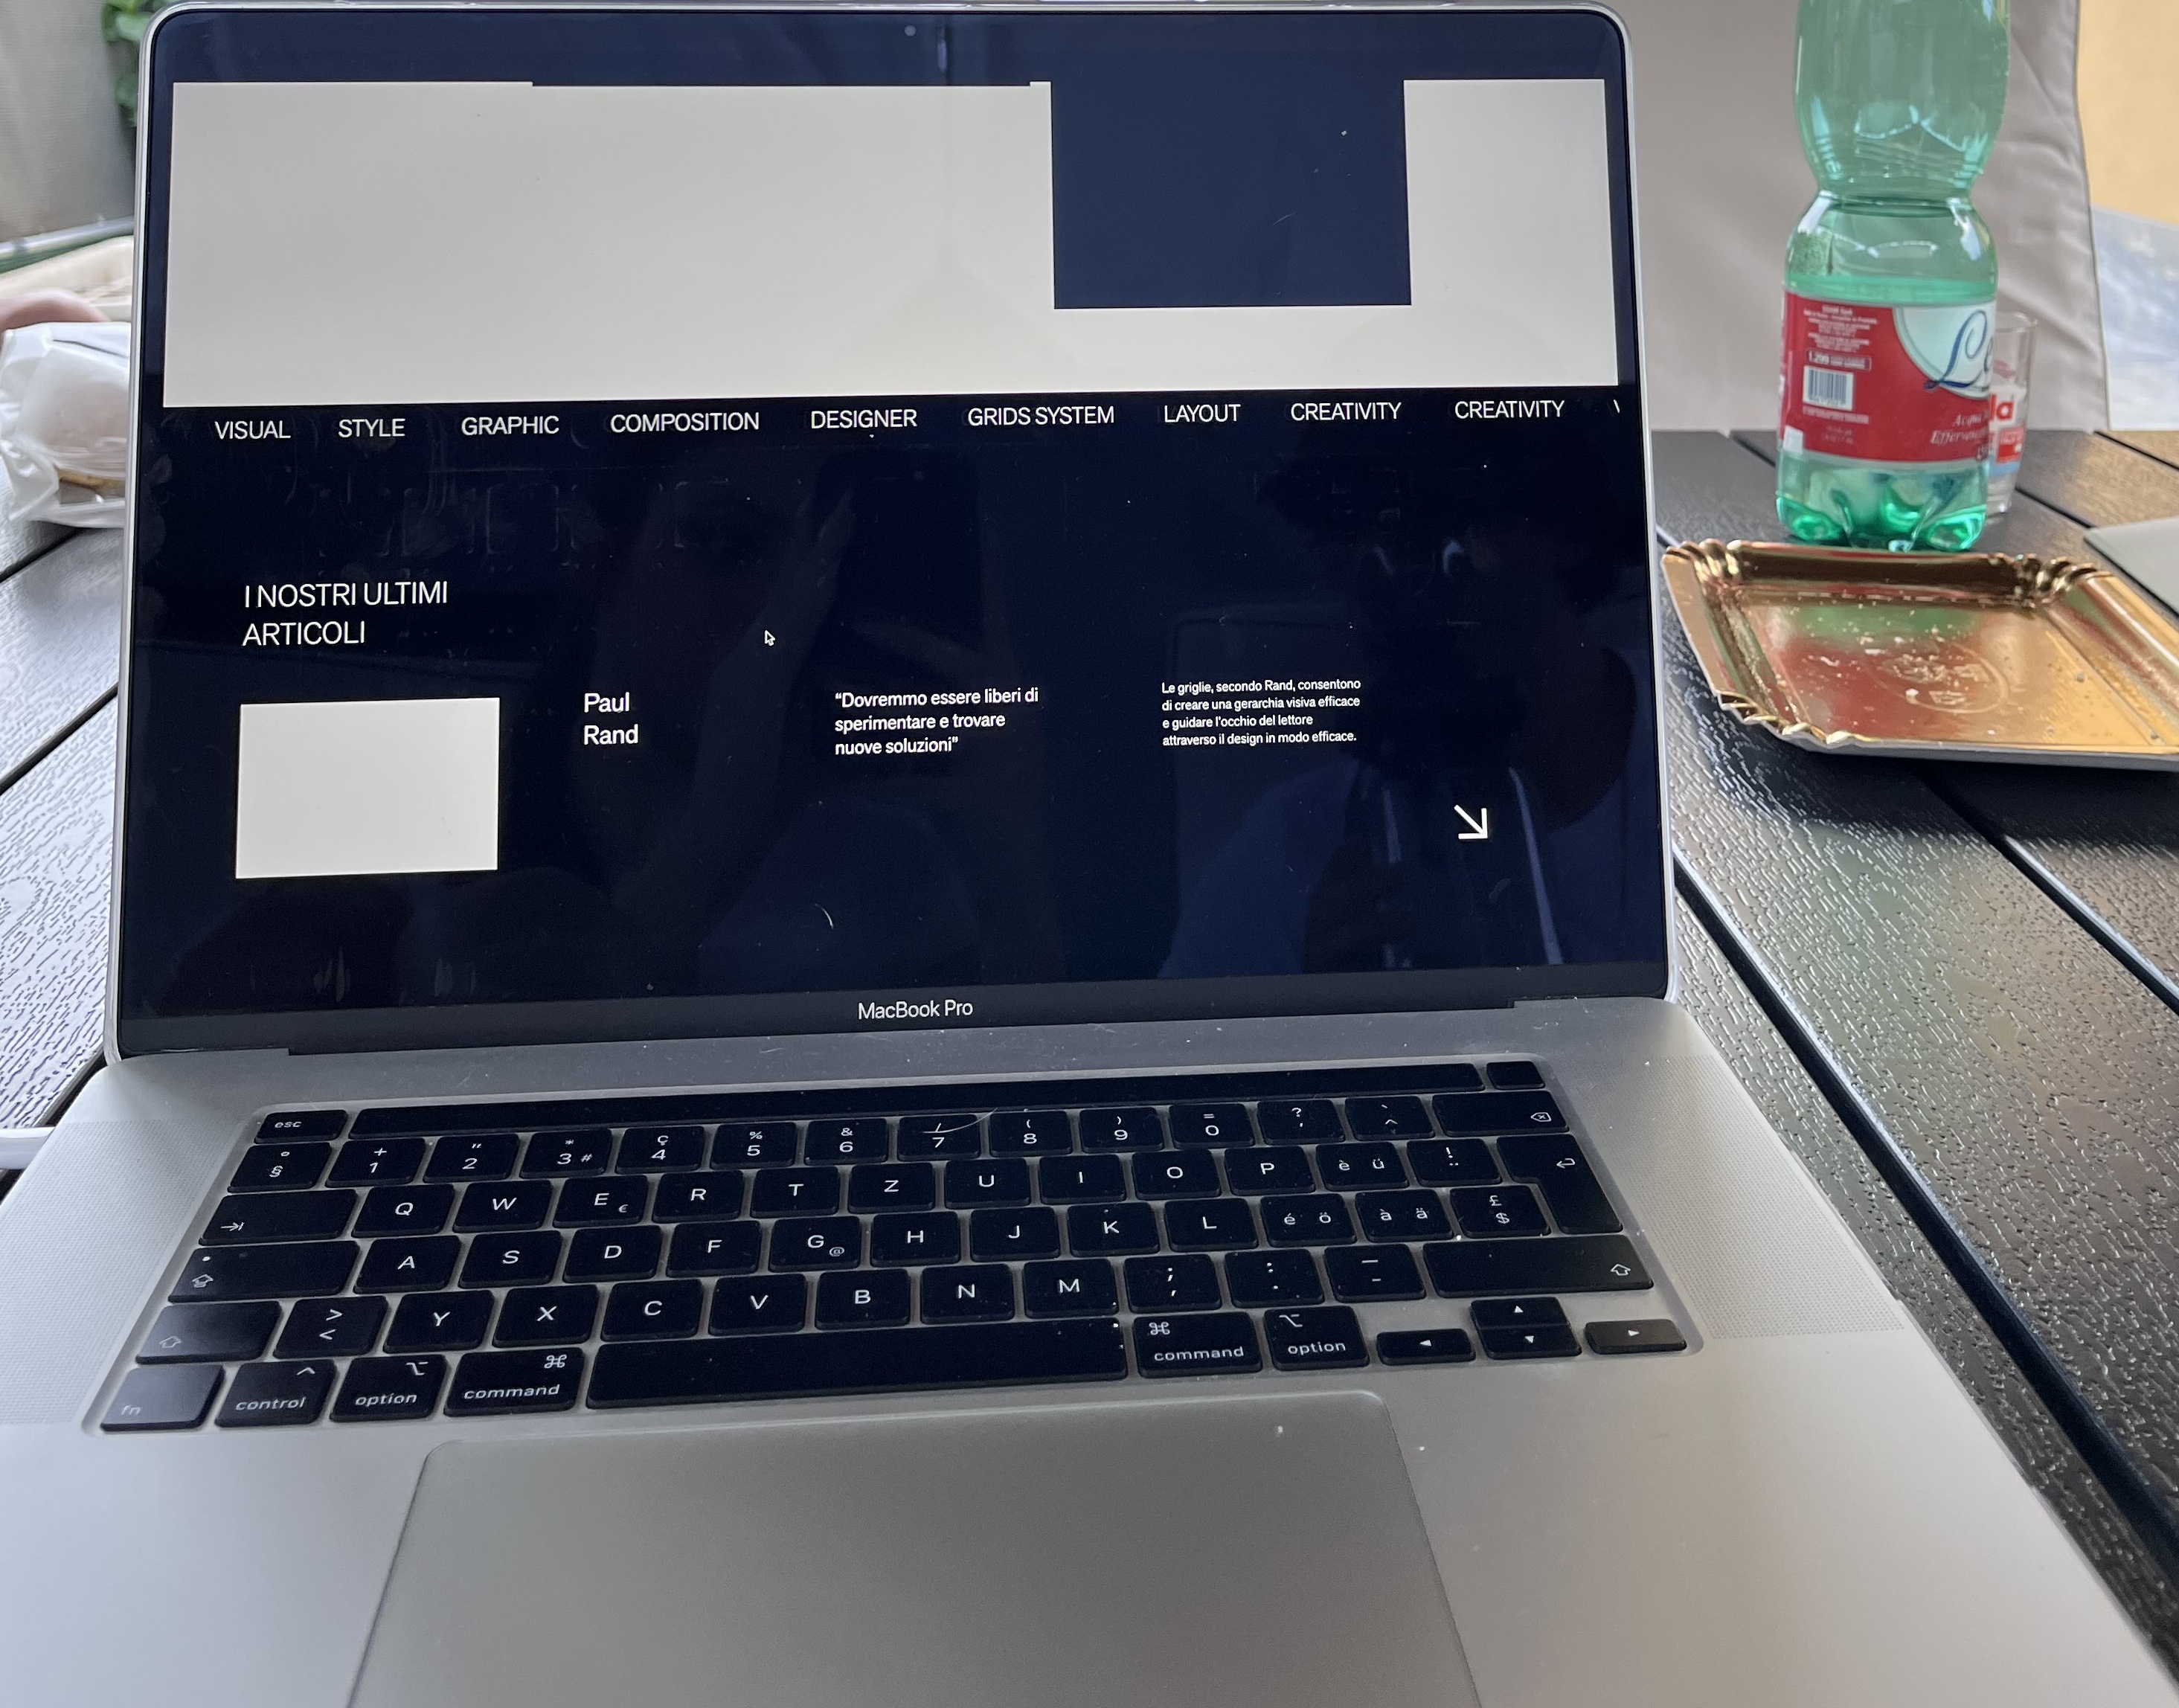 VISUAL STYLE GRAPHIC COMPOSITION DESIGNER GRIDS SYSTEM LAYOUT CREATIVITY CREATIVITY
I NOSTRI ULTIMI
ARTICOLI
Paul
Rand
“Dovremmo essere liberi di
sperimentare e trovare
nuove soluzioni”
Le griglie, secondo Rand, consentono
di creare una gerarchia visiva efficace
e guidare l'occhio del lettore
attraverso il design in modo efficace.
MacBook Pro
esc
° § + 1 " 2 * 3 # ç 4 % 5 & 6 / 7 ( 8 ) 9 = 0 ? ' ` ^
Q W E € R T Z U I O P è ü ! ¨
A S D F G @ H J K L é ö à ä £ $
> < Y X C V B N M ; , : . _ -
fn control option command command option